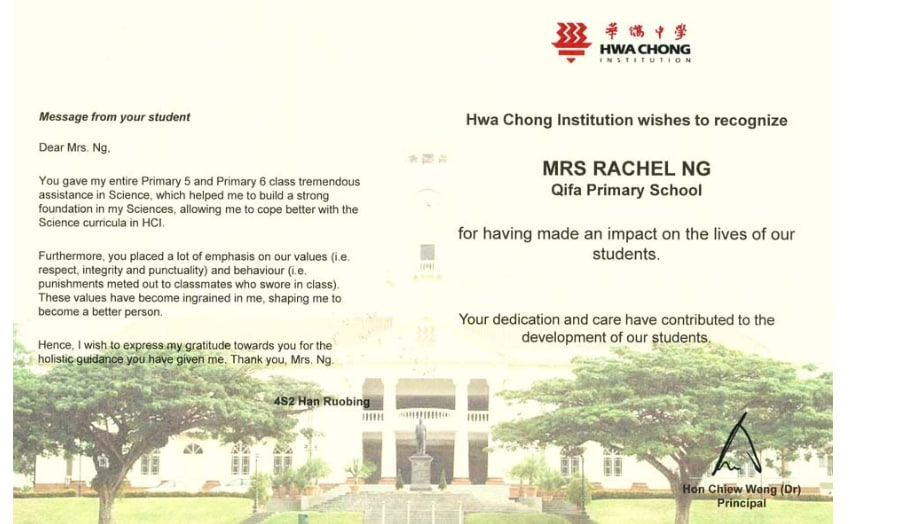 Message from your student
Dear Mrs. Ng,
You gave my entire Primary 5 and Primary 6 class tremendous
assistance in Science, which helped me to build a strong
foundation in my Sciences, allowing me to cope better with the
Science curricula in HCI.
Furthermore, you placed a lot of emphasis on our values (i.e.
respect, integrity and punctuality) and behaviour (i.e.
punishments meted out to classmates who swore in class).
These values have become ingrained in me, shaping me to
become a better person.
Hence, I wish to express my gratitude towards you for the
holistic guidance you have given me. Thank you, Mrs. Ng.
4S2 Han Ruobing
華僑中學
HWA CHONG
INSTITUTION
Hwa Chong Institution wishes to recognize
MRS RACHEL NG
Qifa Primary School
for having made an impact on the lives of our
students.
Your dedication and care have contributed to the
development of our students.
Hon Chiew Weng (Dr)
Principal